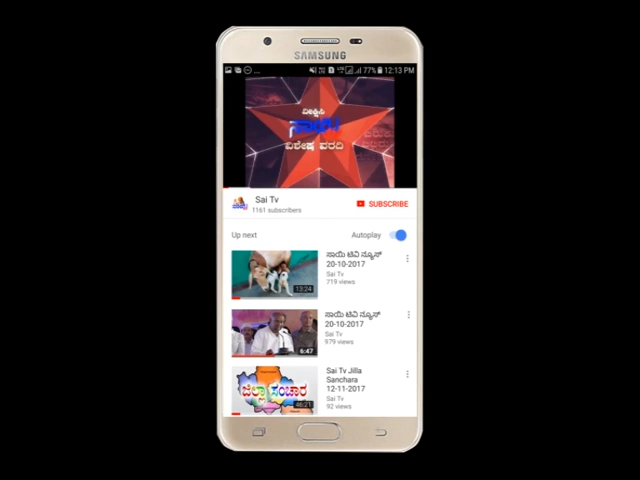 SAMSUNG
77% 12:13 PM
ವೀಕ್ಷಿಸಿ
ವಿಶೇಷ ವರದಿ
Sai Tv
1161 subscribers
SUBSCRIBE
Up next
Autoplay
13:24
ಸಾಯಿ ಟಿವಿ ನ್ಯೂಸ್
20-10-2017
Sai Tv
719 views
6:47
ಸಾಯಿ ಟಿವಿ ನ್ಯೂಸ್
20-10-2017
Sai Tv
979 views
ಜಿಲ್ಲಾ ಸಂಚಾರ
46:21
Sai Tv Jilla
Sanchara
12-11-2017
Sai Tv
92 views